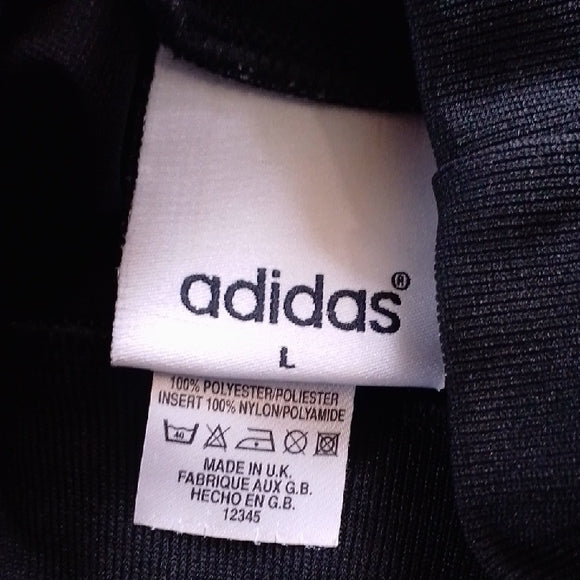 adidas®
L
100% POLYESTER/POLIESTER
INSERT 100% NYLON/POLYAMIDE
40
MADE IN U.K.
FABRIQUE AUX G.B.
HECHO EN G.B.
12345